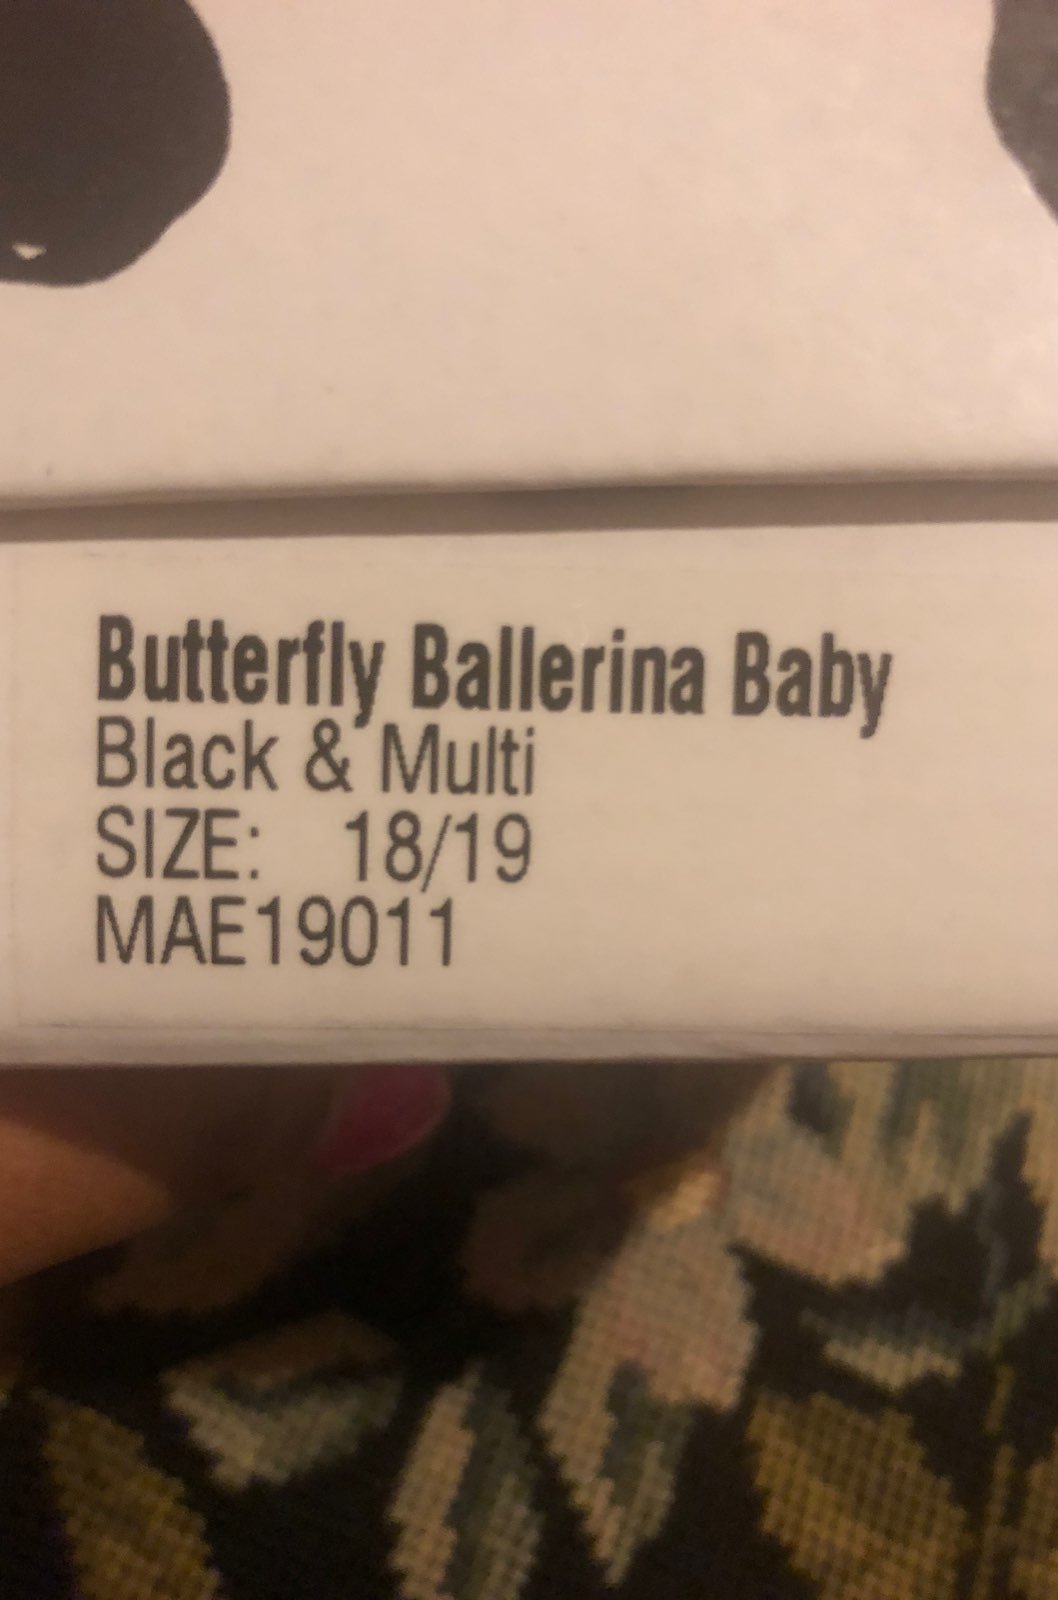 Butterfly Ballerina Baby
Black & Multi
SIZE: 18/19
MAE19011